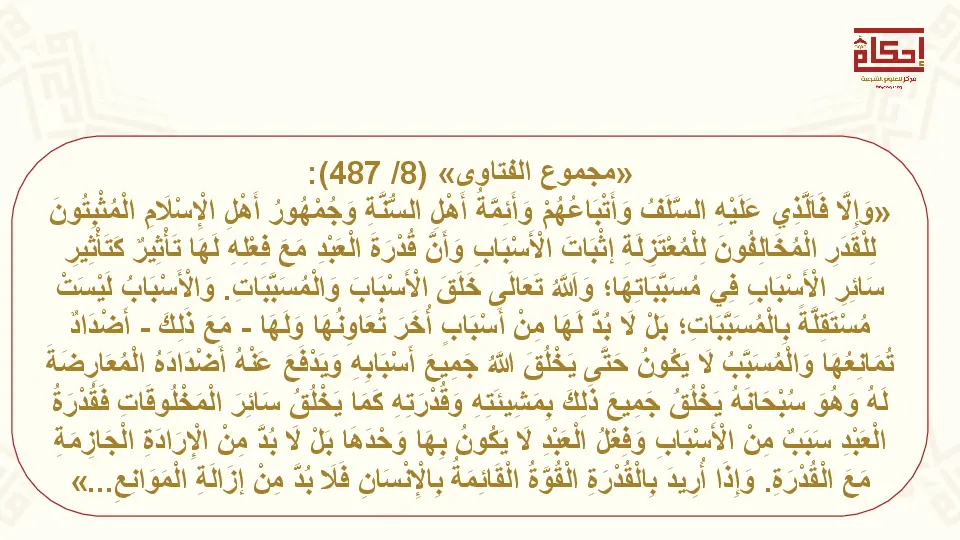 إحكام
مركز للعلوم الشرعية
«مجموع الفتاوى» (8/ 487):
«وَإِلَّا فَالَّذِي عَلَيْهِ السَّلَفُ وَأَتْبَاعُهُمْ وَأَئِمَّةُ أَهْلِ السُّنَّةِ وَجُمْهُورُ أَهْلِ الْإِسْلَامِ الْمُثْبِتُونَ
لِلْقَدَرِ الْمُخَالِفُونَ لِلْمُعْتَزِلَةِ إثْبَاتَ الْأَسْبَابِ وَأَنَّ قُدْرَةَ الْعَبْدِ مَعَ فِعْلِهِ لَهَا تَأْثِيرٌ كَتَأْثِيرِ
سَائِرِ الْأَسْبَابِ فِي مُسَبَّبَاتِهَا؛ وَاَللَّهُ تَعَالَى خَلَقَ الْأَسْبَابَ وَالْمُسَبَّبَاتِ. وَالْأَسْبَابُ لَيْسَتْ
مُسْتَقِلَّةً بِالْمُسَبَّبَاتِ؛ بَلْ لَا بُدَّ لَهَا مِنْ أَسْبَابٍ أُخَرَ تُعَاوِنُهَا وَلَهَا - مَعَ ذَلِكَ - أضْدَادٌ
تُمَانِعُهَا وَالْمُسَبَّبُ لَا يَكُونُ حَتَّى يَخْلُقَ اللَّهُ جَمِيعَ أَسْبَابِهِ وَيَدْفَعَ عَنْهُ أَضْدَادَهُ الْمُعَارِضَةَ
لَهُ وَهُوَ سُبْحَانَهُ يَخْلُقُ جَمِيعَ ذَلِكَ بِمَشِيئَتِهِ وَقُدْرَتِهِ كَمَا يَخْلُقُ سَائِرَ الْمَخْلُوقَاتِ فَقُدْرَةُ
الْعَبْدِ سَبَبٌ مِنْ الْأَسْبَابِ وَفِعْلُ الْعَبْدِ لَا يَكُونُ بِهَا وَحْدَهَا بَلْ لَا بُدَّ مِنْ الْإِرَادَةِ الْجَازِمَةِ
مَعَ الْقُدْرَةِ. وَإِذَا أُرِيدَ بِالْقُدْرَةِ الْقُوَّةُ الْقَائِمَةُ بِالْإِنْسَانِ فَلَا بُدَّ مِنْ إزَالَةِ الْمَوَانِعِ...»